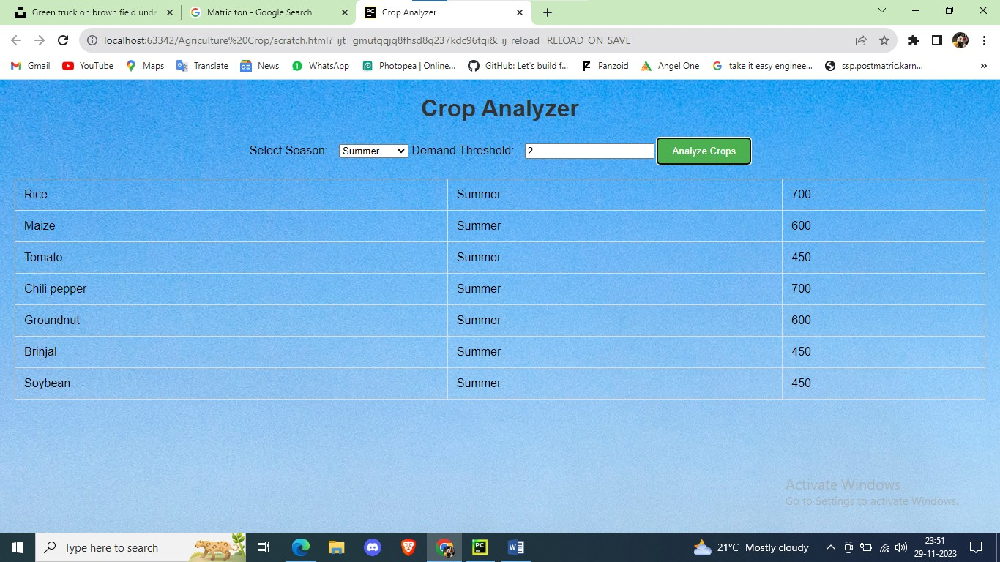 Green truck on brown field unde
Matric ton - Google Search
PC
Crop Analyzer
localhost:63342/Agriculture%20Crop/scratch.html?_ijt=gmutqqjq8fhsd8q237kdc96tqi&_ij_reload=RELOAD_ON_SAVE
Gmail YouTube Maps Translate News WhatsApp Photopea | Online... GitHub: Let's build f... Panzoid Angel One take it easy enginee... ssp.postmatric.karn... »
Crop Analyzer
Select Season: Summer Demand Threshold: 2 Analyze Crops
Rice Summer 700
Maize Summer 600
Tomato Summer 450
Chili pepper Summer 700
Groundnut Summer 600
Brinjal Summer 450
Soybean Summer 450
Activate Windows
Go to Settings to activate Windows.
Type here to search
PC
W
21°C Mostly cloudy
23:51
29-11-2023